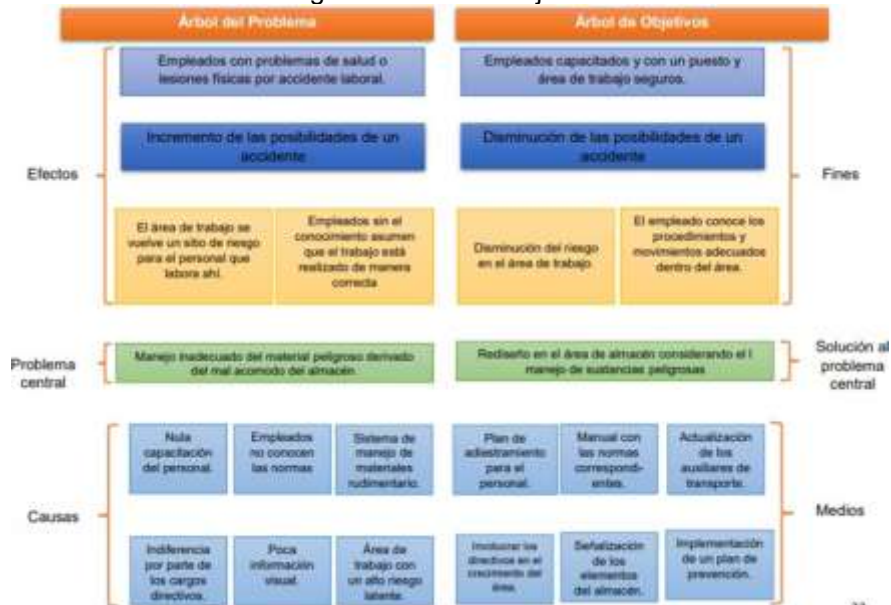 Árbol del Problema
Árbol de Objetivos
Empleados con problemas de salud o
lesiones físicas por accidente laboral.
Empleados capacitados y con un puesto y
área de trabajo seguros.
Incremento de las posibilidades de un
accidente
Disminución de las posibilidades de un
accidente
Efectos
Fines
El área de trabajo se
vuelve un sitio de riesgo
para el personal que
labora ahí.
Empleados sin el
conocimiento asumen
que el trabajo está
realizado de manera
correcta
Disminución del riesgo
en el área de trabajo.
El empleado conoce los
procedimientos y
movimientos adecuados
dentro del área.
Problema
central
Manejo inadecuado del material peligroso derivado
del mal acomodo del almacén
Rediseño en el área de almacén considerando el l
manejo de sustancias peligrosas
Solución al
problema
central
Causas
Nula
capacitación
del personal.
Empleados
no conocen
las normas
Sistema de
manejo de
materiales
rudimentario.
Plan de
adiestramiento
para el
personal.
Manual con
las normas
correspondi-
entes.
Actualización
de los
auxiliares de
transporte.
Medios
Indiferencia
por parte de
los cargos
directivos.
Poca
información
visual.
Área de
trabajo con
un alto riesgo
latente.
Involucrar los
directivos en el
crecimiento del
área.
Señalización
de los
elementos
del almacén.
Implementación
de un plan de
prevención.